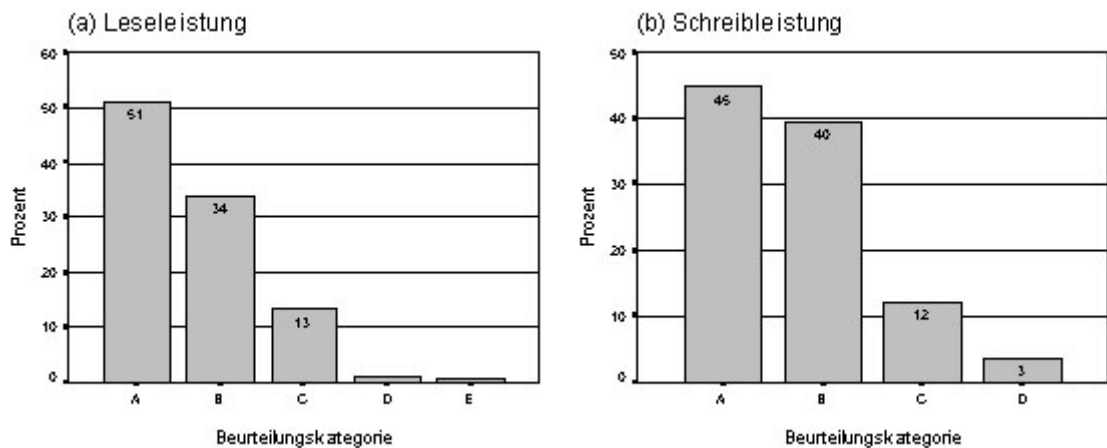 (a) Leseleistung
60
50
40
30
20
10
0
Prozent
51
34
13
A B C D E
Beurteilungskategorie
(b) Schreibleistung
50
40
30
20
10
0
Prozent
45
40
12
3
A B C D
Beurteilungskategorie